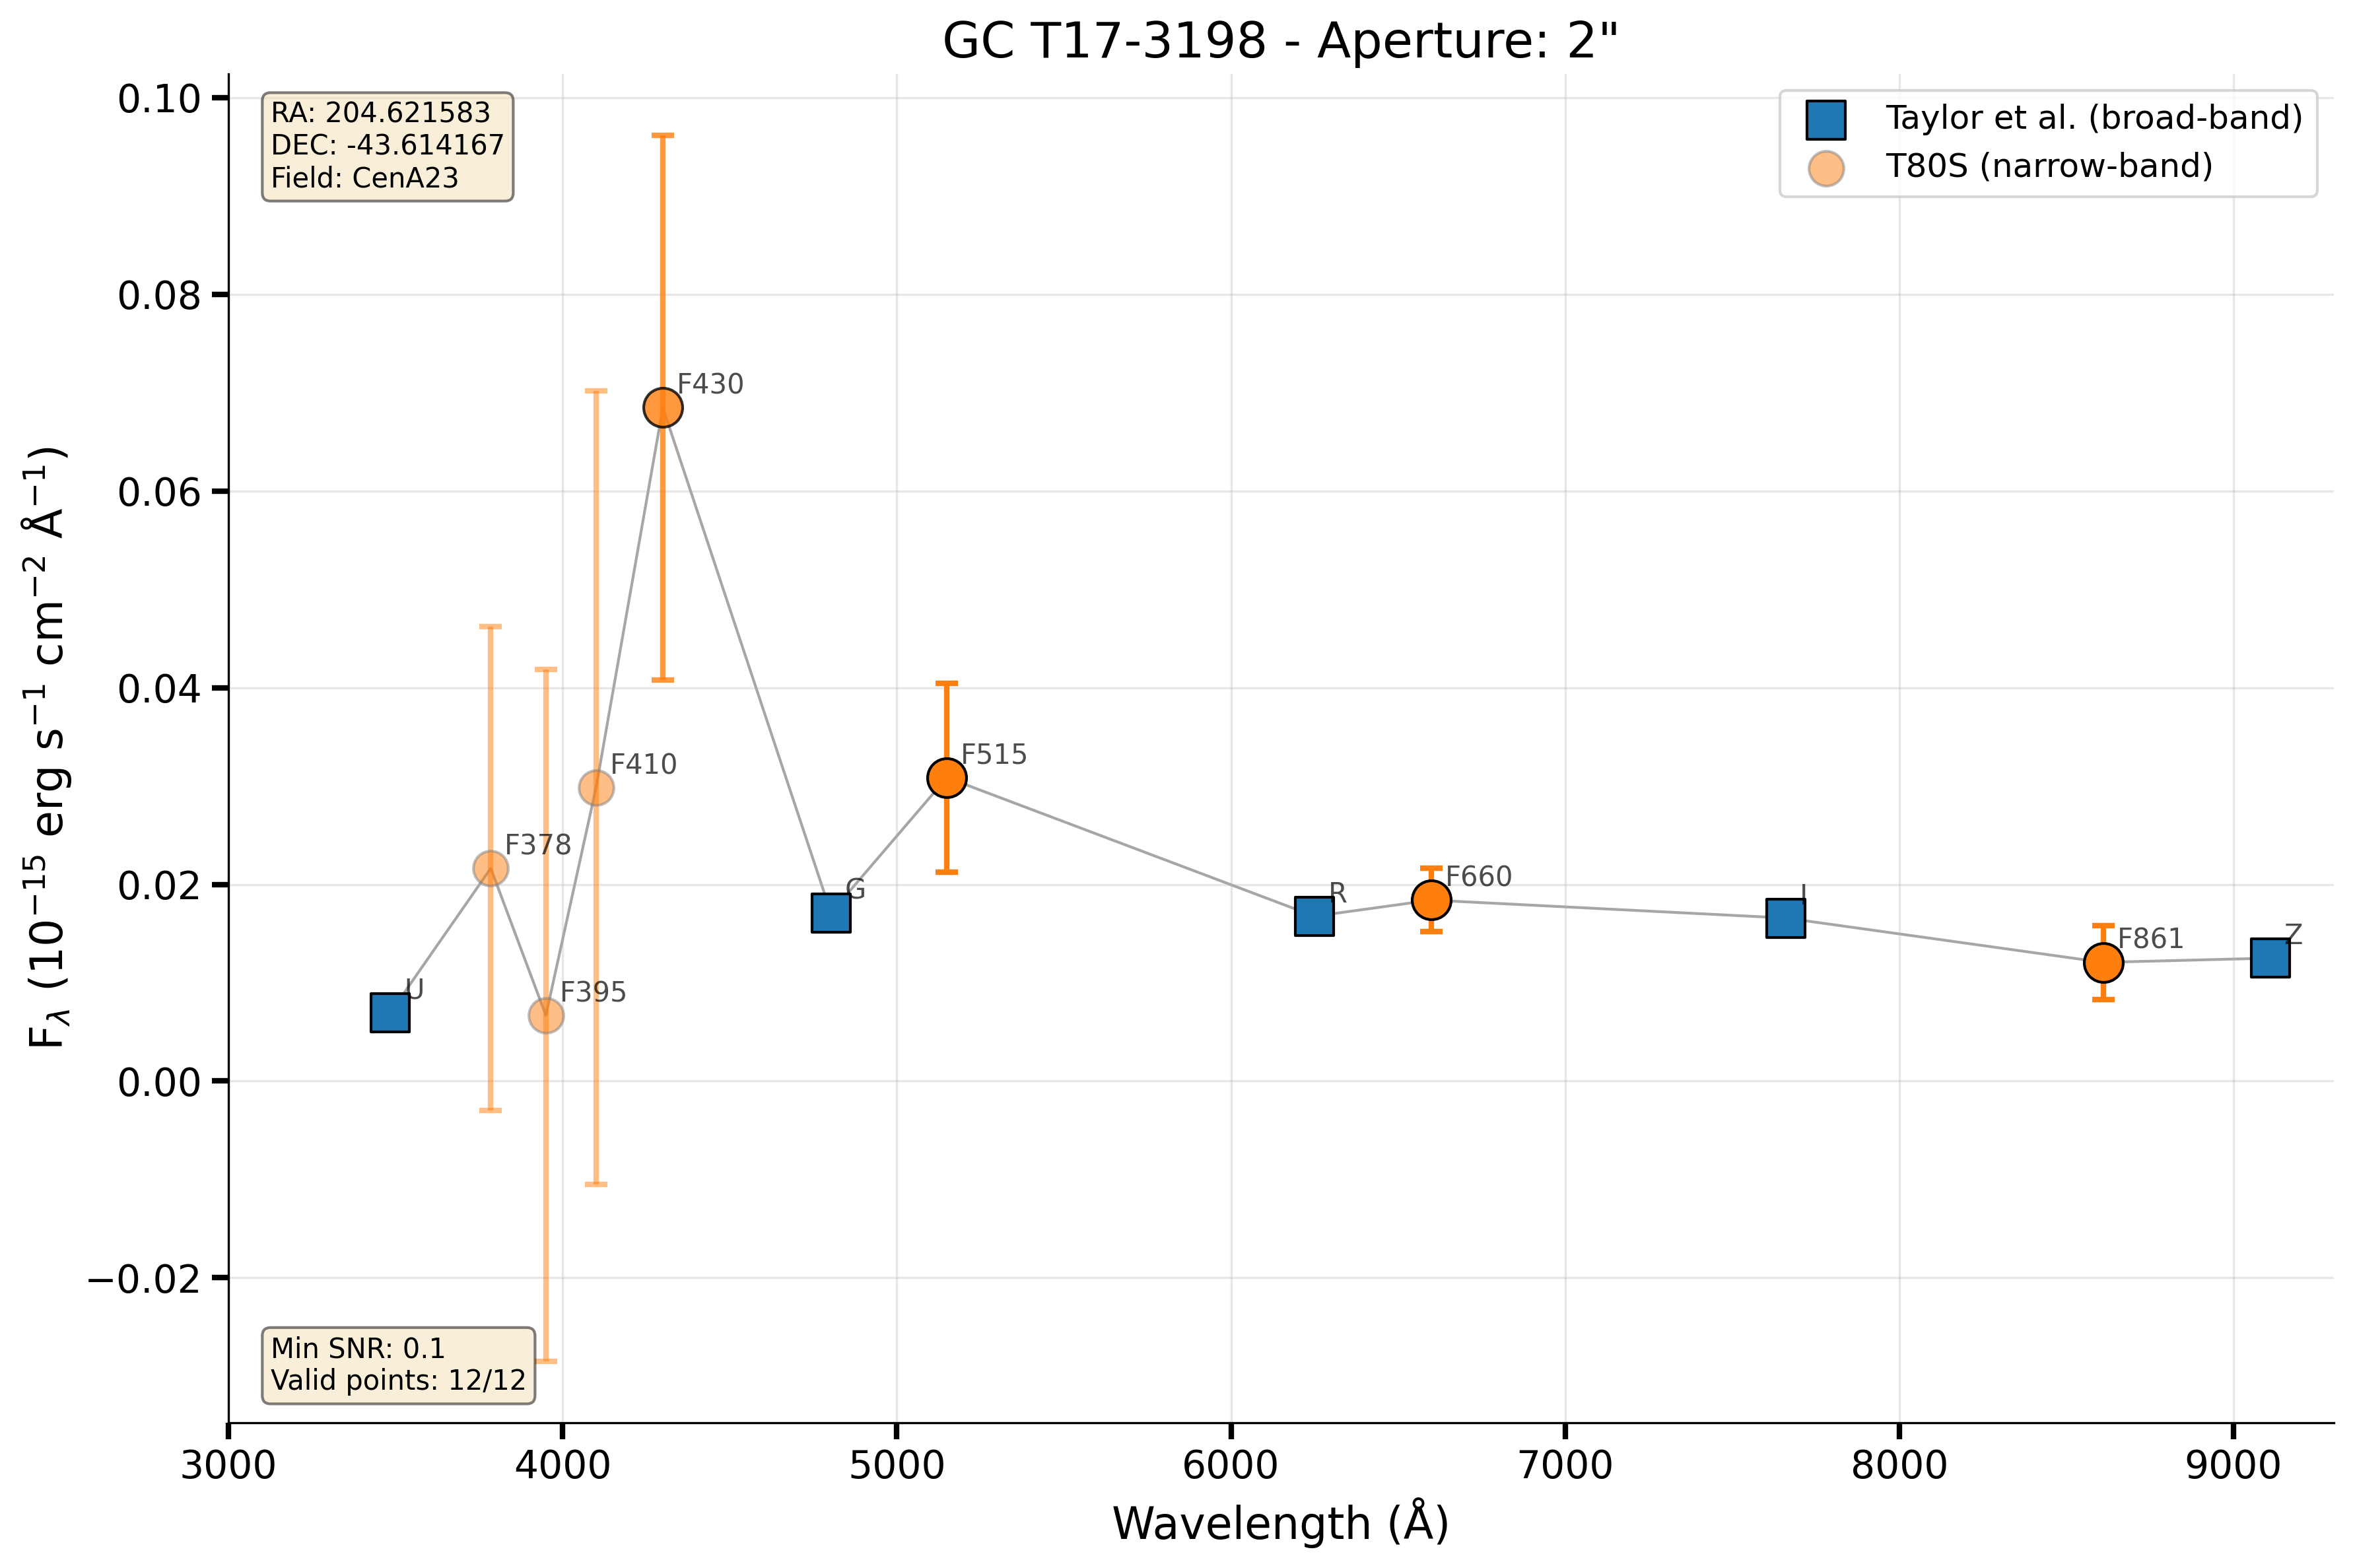 GC T17-3198 - Aperture: 2"
RA: 204.621583
DEC: -43.614167
Field: CenA23
Taylor et al. (broad-band)
T80S (narrow-band)
0.10
0.08
0.06
0.04
0.02
0.00
−0.02
F_λ (10⁻¹⁵ erg s⁻¹ cm⁻² Å⁻¹)
U
F378
F395
F410
F430
G
F515
R
F660
I
F861
Z
Min SNR: 0.1
Valid points: 12/12
3000
4000
5000
6000
7000
8000
9000
Wavelength (Å)